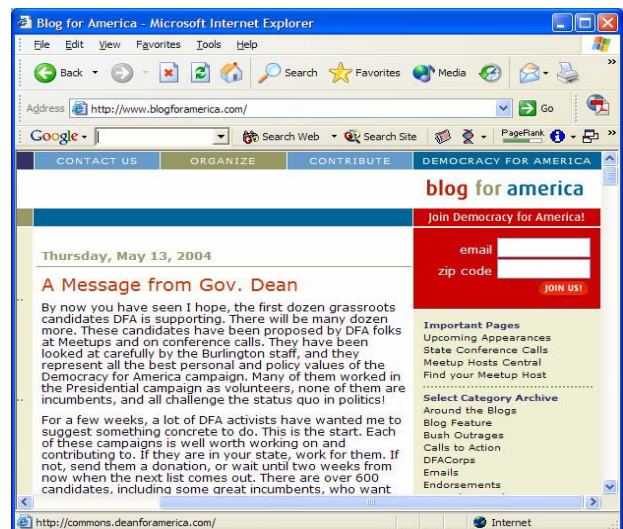 Blog for America - Microsoft Internet Explorer
File Edit View Favorites Tools Help
Back Search Favorites Media
Address http://www.blogforamerica.com/ Go
Google Search Web Search Site PageRank
CONTACT US ORGANIZE CONTRIBUTE DEMOCRACY FOR AMERICA
blog for america
Join Democracy for America!
email
zip code
JOIN US!
Thursday, May 13, 2004
A Message from Gov. Dean
By now you have seen I hope, the first
dozen grassroots
candidates DFA is supporting. There will be many dozen
more. These candidates have been proposed by DFA folks
at Meetups and on conference calls. They have been
looked at carefully by the Burlington staff, and they
represent all the best personal and policy values of the
Democracy for America campaign. Many of them worked in
the Presidential campaign as volunteers, none of them are
incumbents, and all challenge the status quo in politics!
For a few weeks, a lot of DFA activists have wanted me to
suggest something concrete to do. This is the start. Each
of these campaigns is well worth working on and
contributing to. If they are in your state, work for them. If
not, send them a donation, or wait until two weeks from
now when the next list comes out. There are over 600
candidates, including some great incumbents, who want
Important Pages
Upcoming Appearances
State Conference Calls
Meetup Hosts Central
Find your Meetup Host
Select Category Archive
Around the Blogs
Blog Feature
Bush Outrages
Calls to Action
DFACorps
Emails
Endorsements
http://commons.deanforamerica.com/ Internet